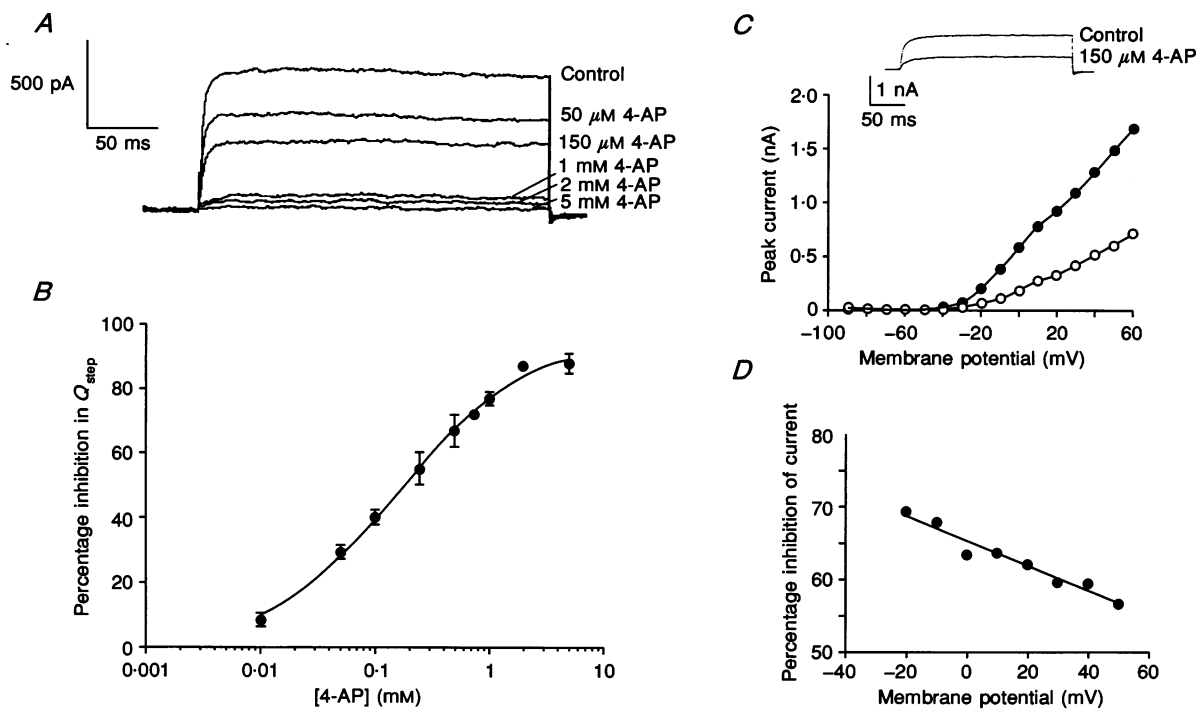 A
500 pA
50 ms
Control
50 µM 4-AP
150 µM 4-AP
1 mM 4-AP
2 mM 4-AP
5 mM 4-AP
B
Percentage inhibition in Qstep
100
80
60
40
20
0
0·001
0·01
0·1
1
10
[4-AP] (mM)
C
Control
150 µM 4-AP
1 nA
50 ms
Peak current (nA)
2·0
1·5
1·0
0·5
0
−100
−60
−20
20
60
Membrane potential (mV)
D
Percentage inhibition of current
80
70
60
50
−40
−20
0
20
40
60
Membrane potential (mV)